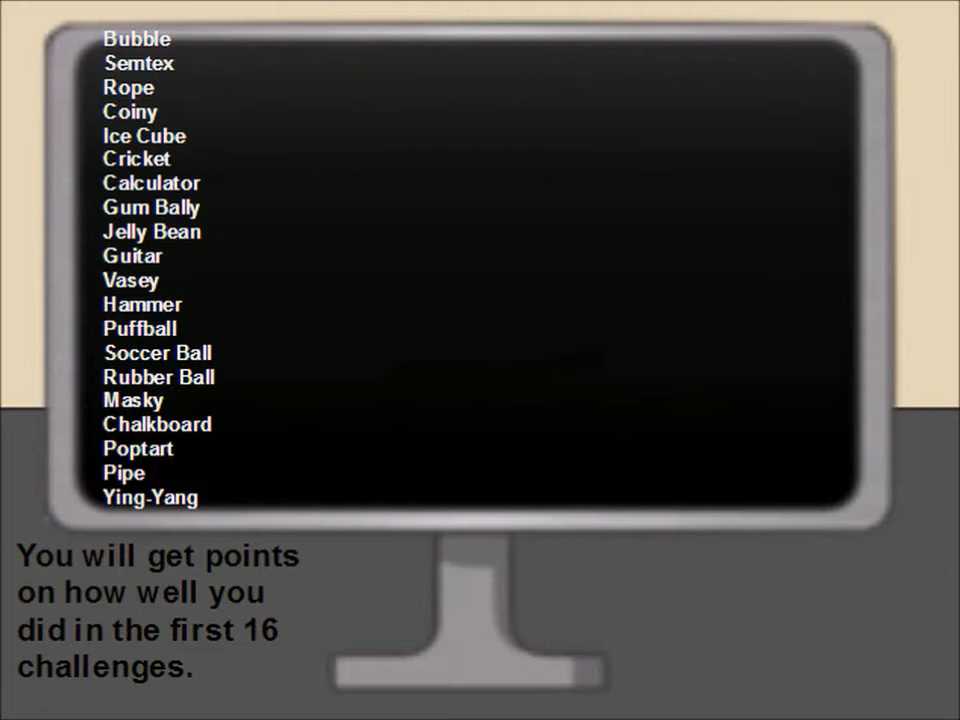 Bubble
Semtex
Rope
Coiny
Ice Cube
Cricket
Calculator
Gum Bally
Jelly Bean
Guitar
Vasey
Hammer
Puffball
Soccer Ball
Rubber Ball
Masky
Chalkboard
Poptart
Pipe
Ying-Yang
You will get points
on how well you
did in the first 16
challenges.